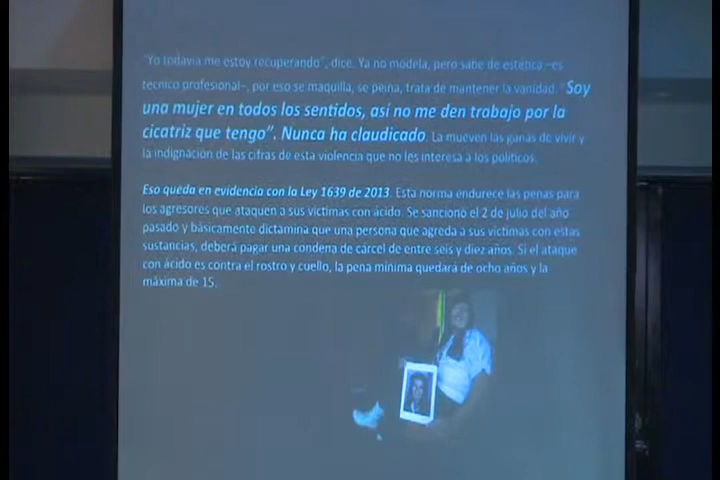 "Yo todavía me estoy recuperando", dice. Ya no modela, pero sabe de estética –es
técnico profesional–, por eso se maquilla, se peina, trata de mantener la vanidad. "Soy
una mujer en todos los sentidos, así no me den trabajo por la
cicatriz que tengo". Nunca ha claudicado. La mueven las ganas de vivir y
la indignación de las cifras de esta violencia que no les interesa a los políticos.
Eso queda en evidencia con la Ley 1639 de 2013. Esta norma endurece las penas para
los agresores que ataquen a sus víctimas con ácido. Se sancionó el 2 de julio del año
pasado y básicamente dictamina que una persona que agreda a sus víctimas con estas
sustancias, deberá pagar una condena de cárcel de entre seis y diez años. Si el ataque
con ácido es contra el rostro y cuello, la pena mínima quedará de ocho años y la
máxima de 15.